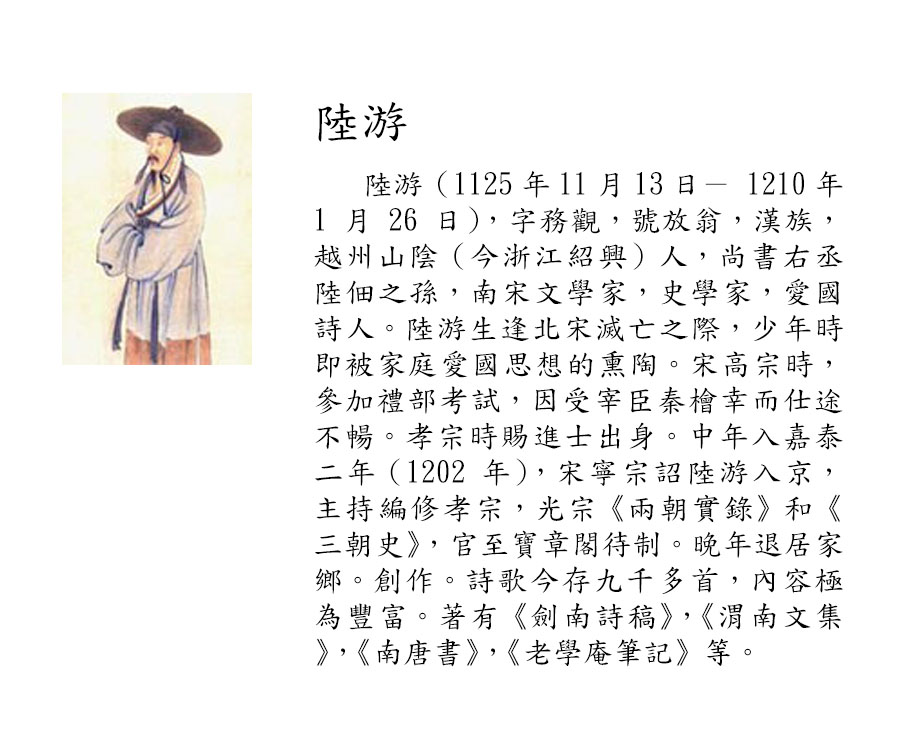 陸游
陸游（1125 年 11 月 13 日— 1210 年
1 月 26 日），字務觀，號放翁，漢族，
越州山陰（今浙江紹興）人，尚書右丞
陸佃之孫，南宋文學家，史學家，愛國
詩人。陸游生逢北宋滅亡之際，少年時
即被家庭愛國思想的熏陶。宋高宗時，
參加禮部考試，因受宰臣秦檜幸而仕途
不暢。孝宗時賜進士出身。中年入嘉泰
二年（1202 年），宋寧宗詔陸游入京，
主持編修孝宗，光宗《兩朝實錄》和《
三朝史》，官至寶章閣待制。晚年退居家
鄉。創作。詩歌今存九千多首，內容極
為豐富。著有《劍南詩稿》，《渭南文集
》，《南唐書》，《老學庵筆記》等。